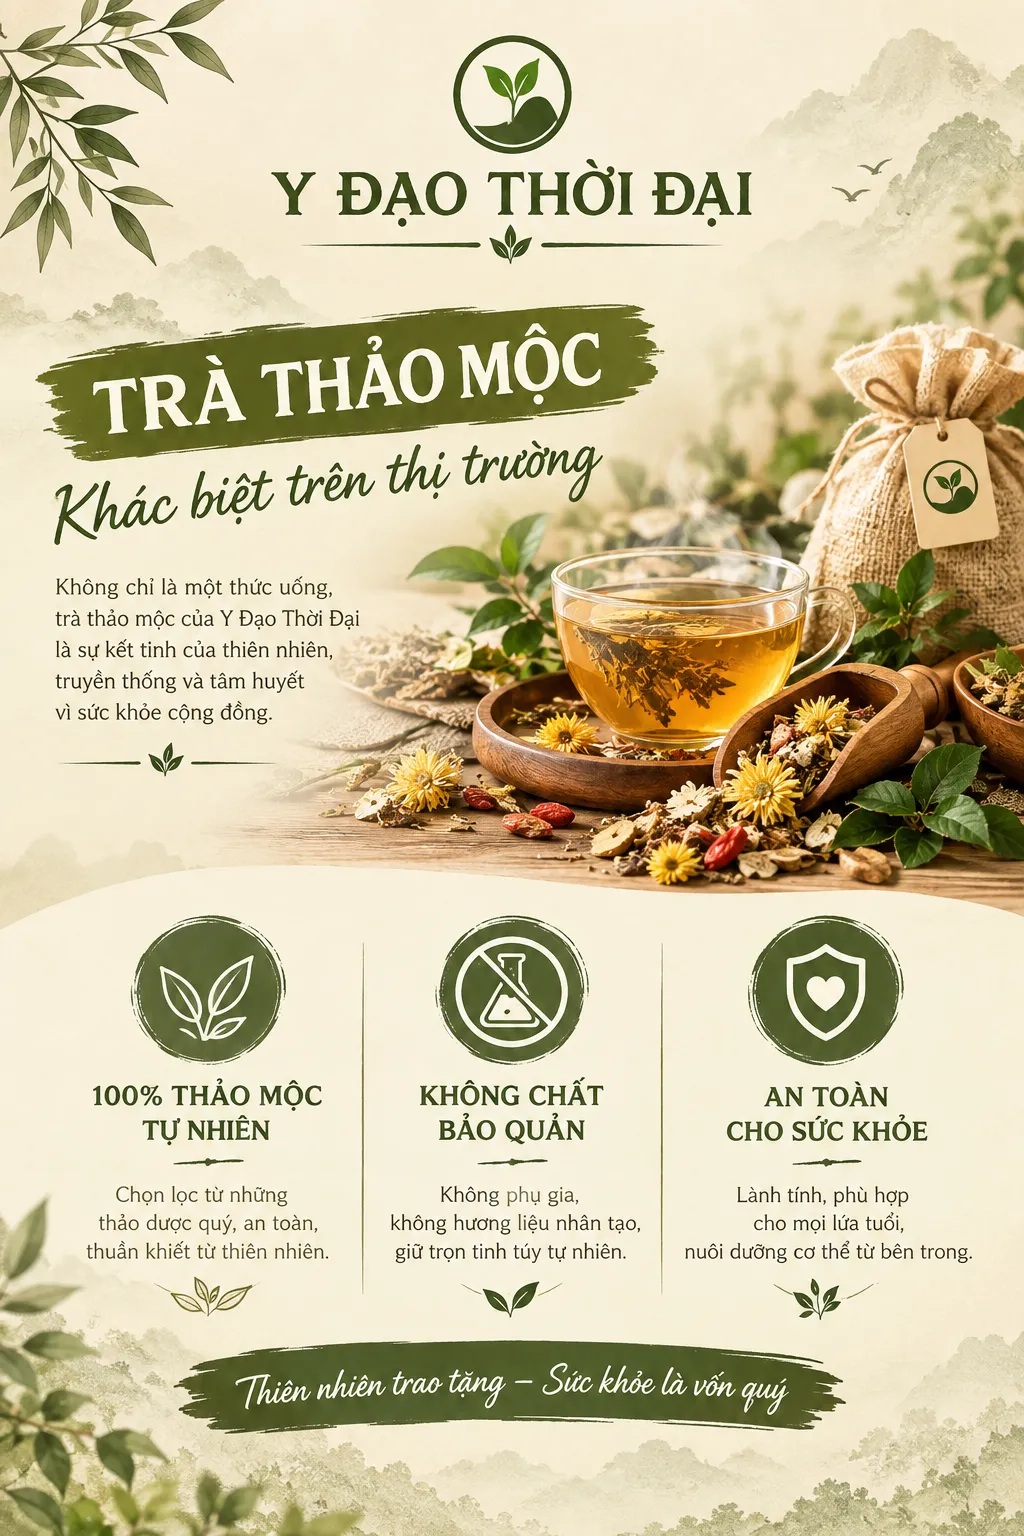 Y ĐẠO THỜI ĐẠI
TRÀ THẢO MỘC
Khác biệt trên thị trường
Không chỉ là một thức uống,
trà thảo mộc của Y Đạo Thời Đại
là sự kết tinh của thiên nhiên,
truyền thống và tâm huyết
vì sức khỏe cộng đồng.
100% THẢO MỘC
TỰ NHIÊN
Chọn lọc từ những
thảo dược quý, an toàn,
thuần khiết từ thiên nhiên.
KHÔNG CHẤT
BẢO QUẢN
Không phụ gia,
không hương liệu nhân tạo,
giữ trọn tinh túy tự nhiên.
AN TOÀN
CHO SỨC KHỎE
Lành tính, phù hợp
cho mọi lứa tuổi,
nuôi dưỡng cơ thể từ bên trong.
Thiên nhiên trao tặng – Sức khỏe là vốn quý